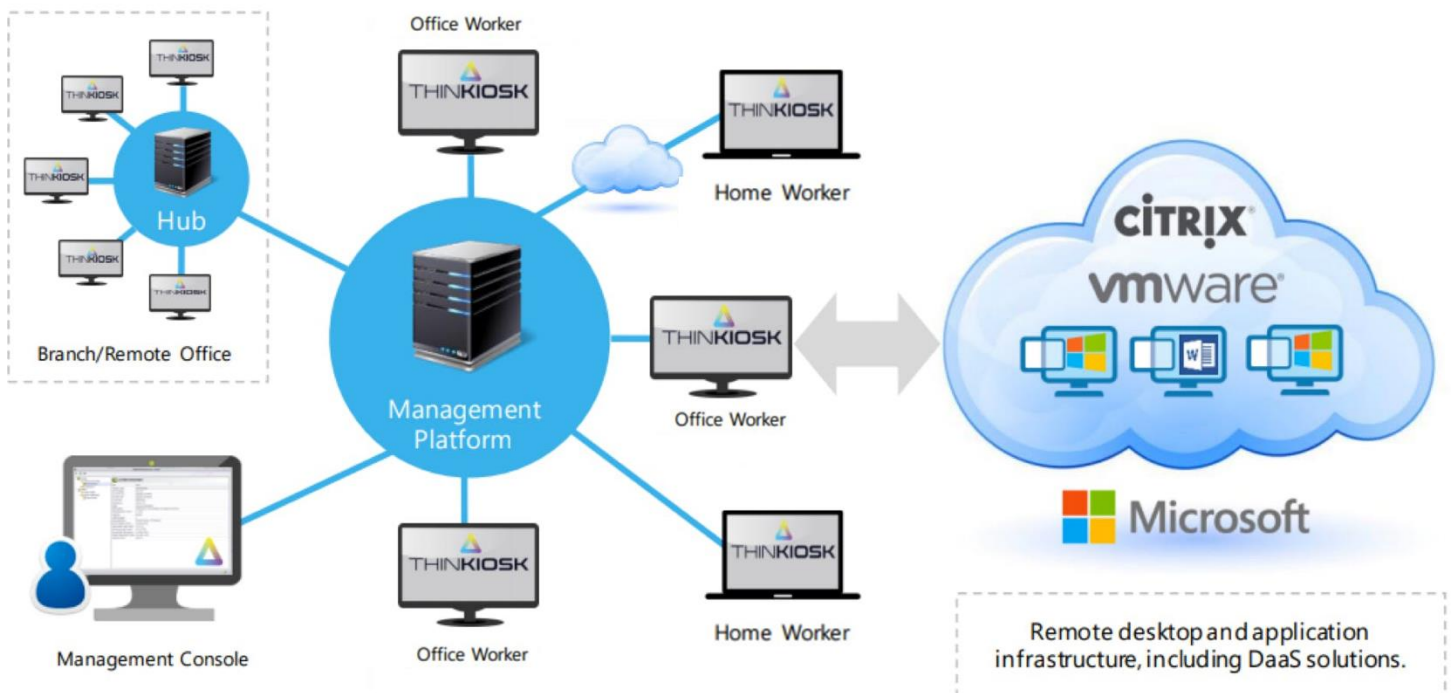 THINKIOSK
THINKIOSK
THINKIOSK
THINKIOSK
THINKIOSK
Hub
Branch/Remote Office
Office Worker
THINKIOSK
THINKIOSK
Home Worker
Management
Platform
THINKIOSK
Office Worker
Management Console
THINKIOSK
Office Worker
THINKIOSK
Home Worker
CİTRIX®
vmware®
W
Microsoft
Remote desktop and application
infrastructure, including DaaS solutions.